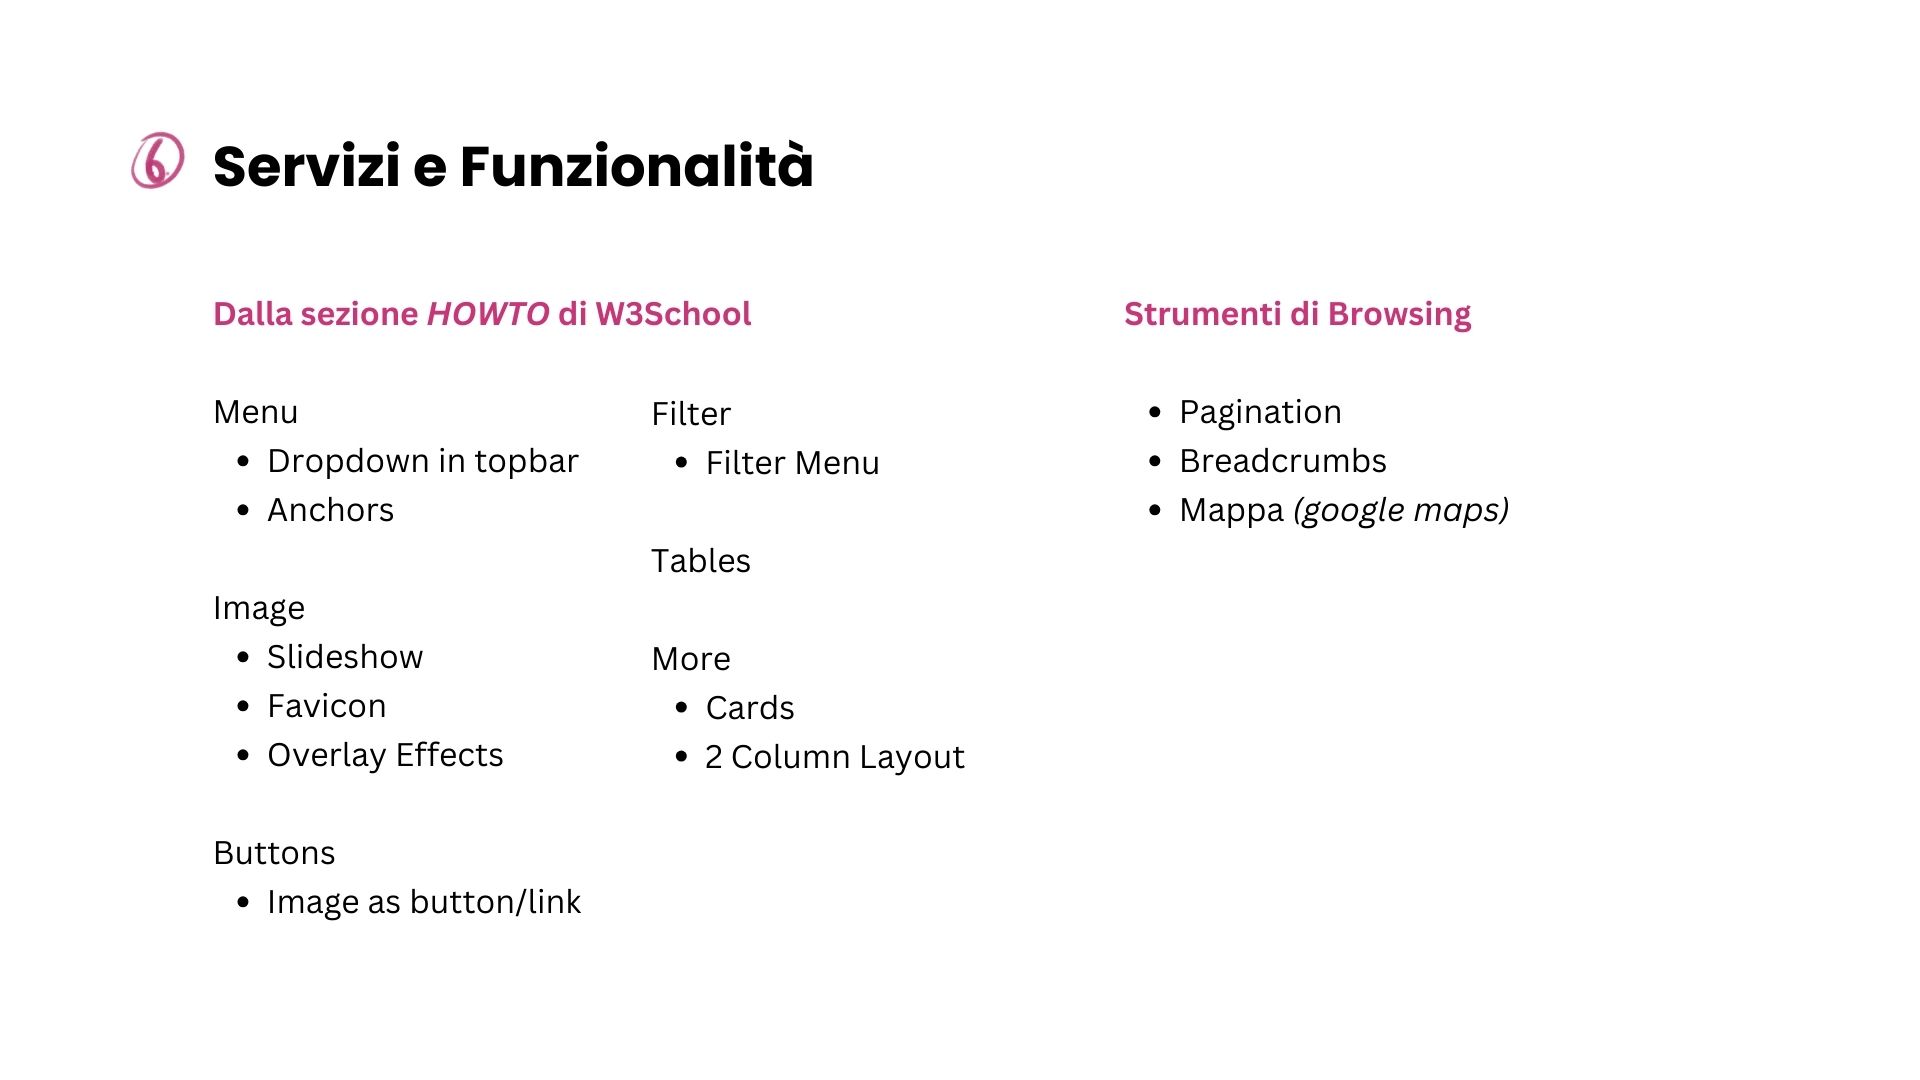 6.
Servizi e Funzionalità
Dalla sezione HOWTO di W3School
Menu
• Dropdown in topbar
• Anchors
Image
• Slideshow
• Favicon
• Overlay Effects
Buttons
• Image as button/link
Filter
• Filter Menu
Tables
More
• Cards
• 2 Column Layout
Strumenti di Browsing
• Pagination
• Breadcrumbs
• Mappa (google maps)